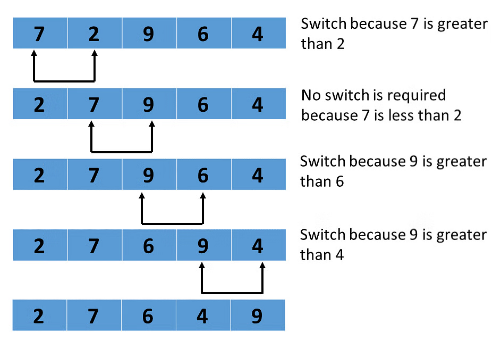 7 2 9 6 4
Switch because 7 is greater
than 2
2 7 9 6 4
No switch is required
because 7 is less than 2
2 7 9 6 4
Switch because 9 is greater
than 6
2 7 6 9 4
Switch because 9 is greater
than 4
2 7 6 4 9